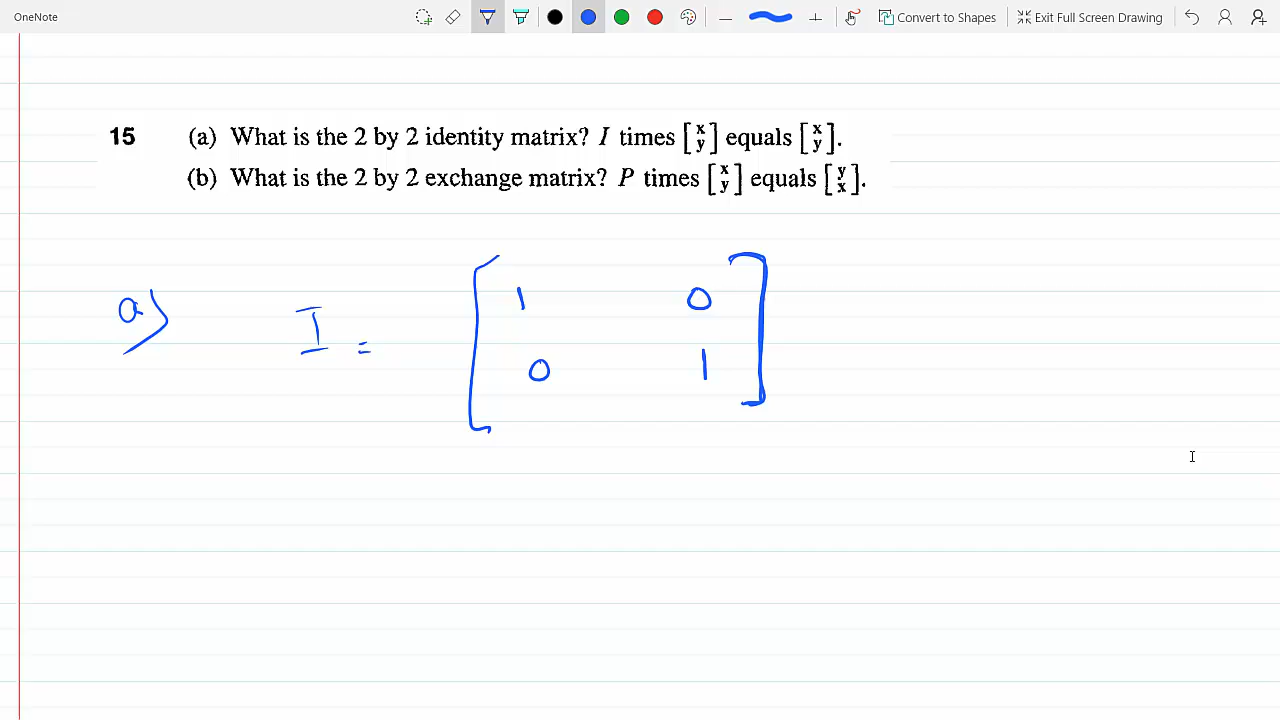 OneNote
Convert to Shapes Exit Full Screen Drawing
15 (a) What is the 2 by 2 identity matrix? I times [x y] equals [x y].
(b) What is the 2 by 2 exchange matrix? P times [x y] equals [y x].
a) I = [ 1 0
0 1 ]